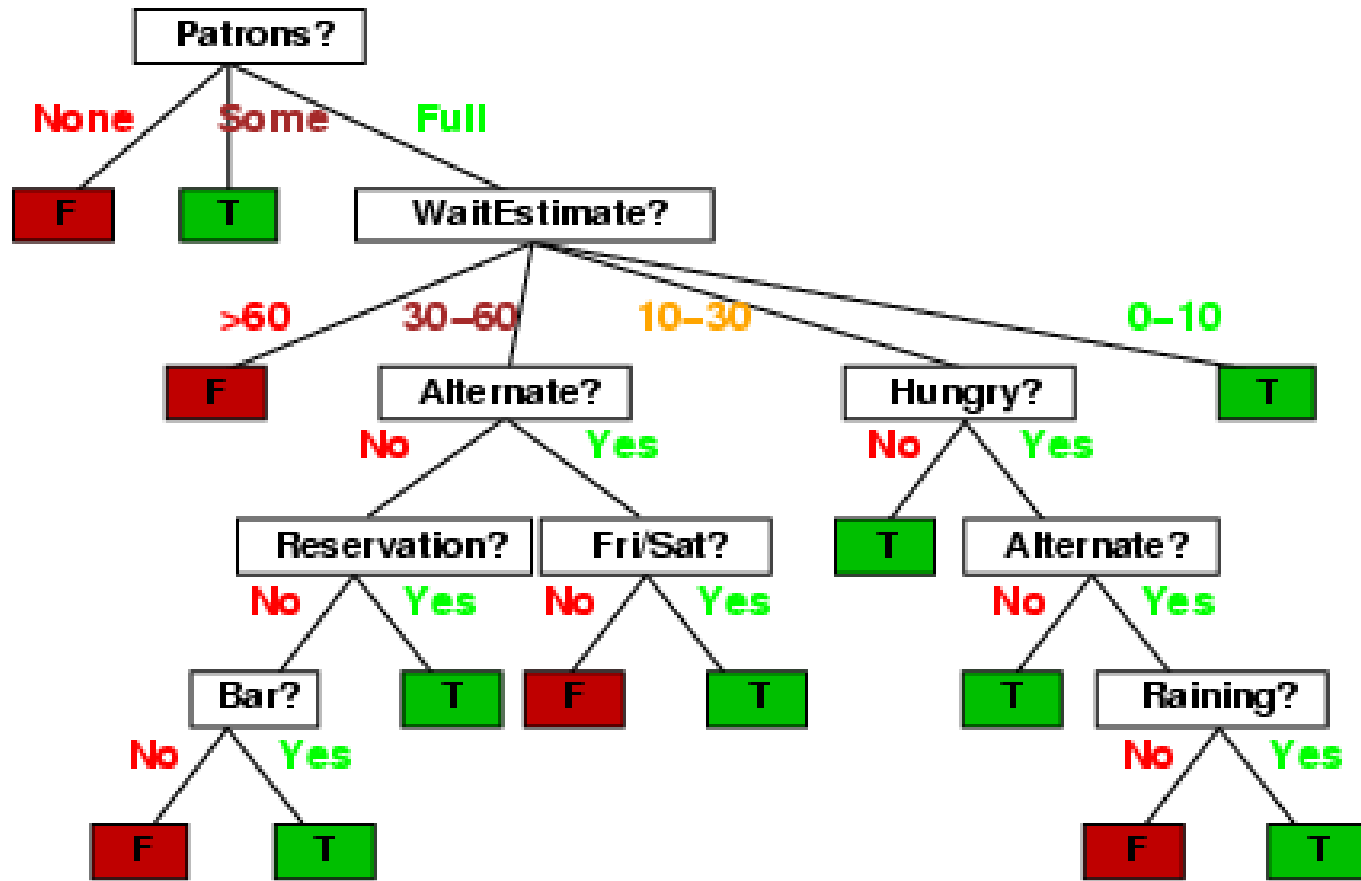 Patrons?
None Some Full
F T WaitEstimate?
>60 30–60 10–30 0–10
F Alternate? Hungry? T
No Yes No Yes
Reservation? Fri/Sat? T Alternate?
No Yes No Yes No Yes
Bar? T F T T Raining?
No Yes No Yes
F T F T